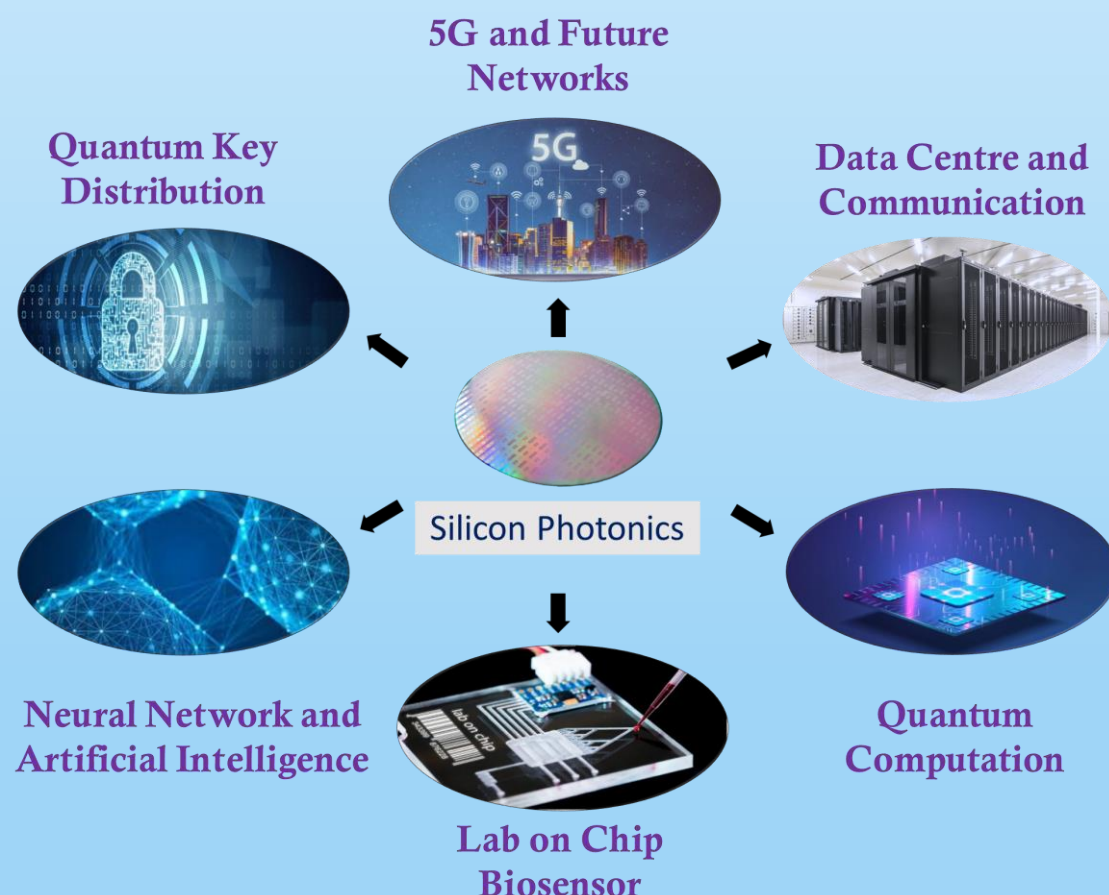 5G and Future
Networks
Quantum Key
Distribution
5G
Data Centre and
Communication
Silicon Photonics
lab on chip
Neural Network and
Artificial Intelligence
Quantum
Computation
Lab on Chip
Biosensor